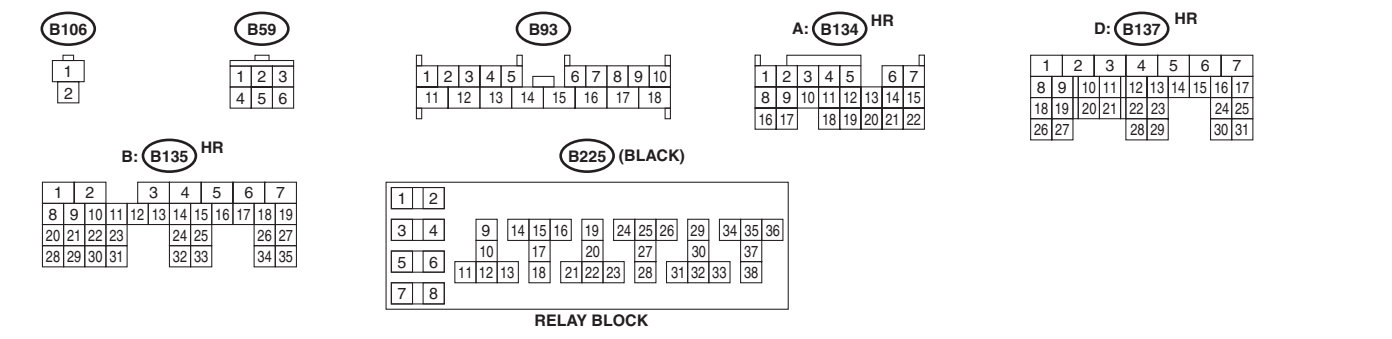 B106
1
2
B59
1 2 3
4 5 6
B93
1 2 3 4 5 6 7 8 9 10
11 12 13 14 15 16 17 18
A: B134 HR
1 2 3 4 5 6 7
8 9 10 11 12 13 14 15
16 17 18 19 20 21 22
D: B137 HR
1 2 3 4 5 6 7
8 9 10 11 12 13 14 15 16 17
18 19 20 21 22 23 24 25
26 27 28 29 30 31
B: B135 HR
1 2 3 4 5 6 7
8 9 10 11 12 13 14 15 16 17 18 19
20 21 22 23 24 25 26 27
28 29 30 31 32 33 34 35
B225 (BLACK)
1 2
3 4
5 6
7 8
9 14 15 16 19 24 25 26 29 34 35 36
10 17 20 27 30 37
11 12 13 18 21 22 23 28 31 32 33 38
RELAY BLOCK